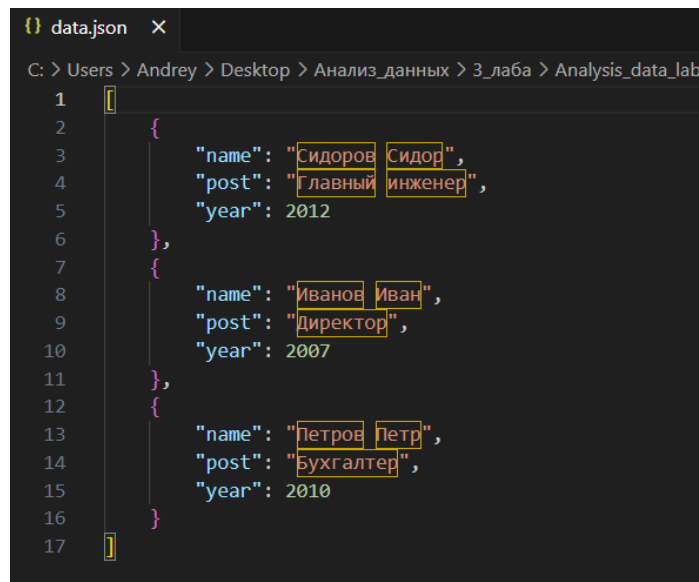 {} data.json ×
C: > Users > Andrey > Desktop > Анализ_данных > 3_лаба > Analysis_data_lab
1 [
2 {
3 "name": "Сидоров Сидор",
4 "post": "Главный инженер",
5 "year": 2012
6 },
7 {
8 "name": "Иванов Иван",
9 "post": "Директор",
10 "year": 2007
11 },
12 {
13 "name": "Петров Петр",
14 "post": "Бухгалтер",
15 "year": 2010
16 }
17 ]